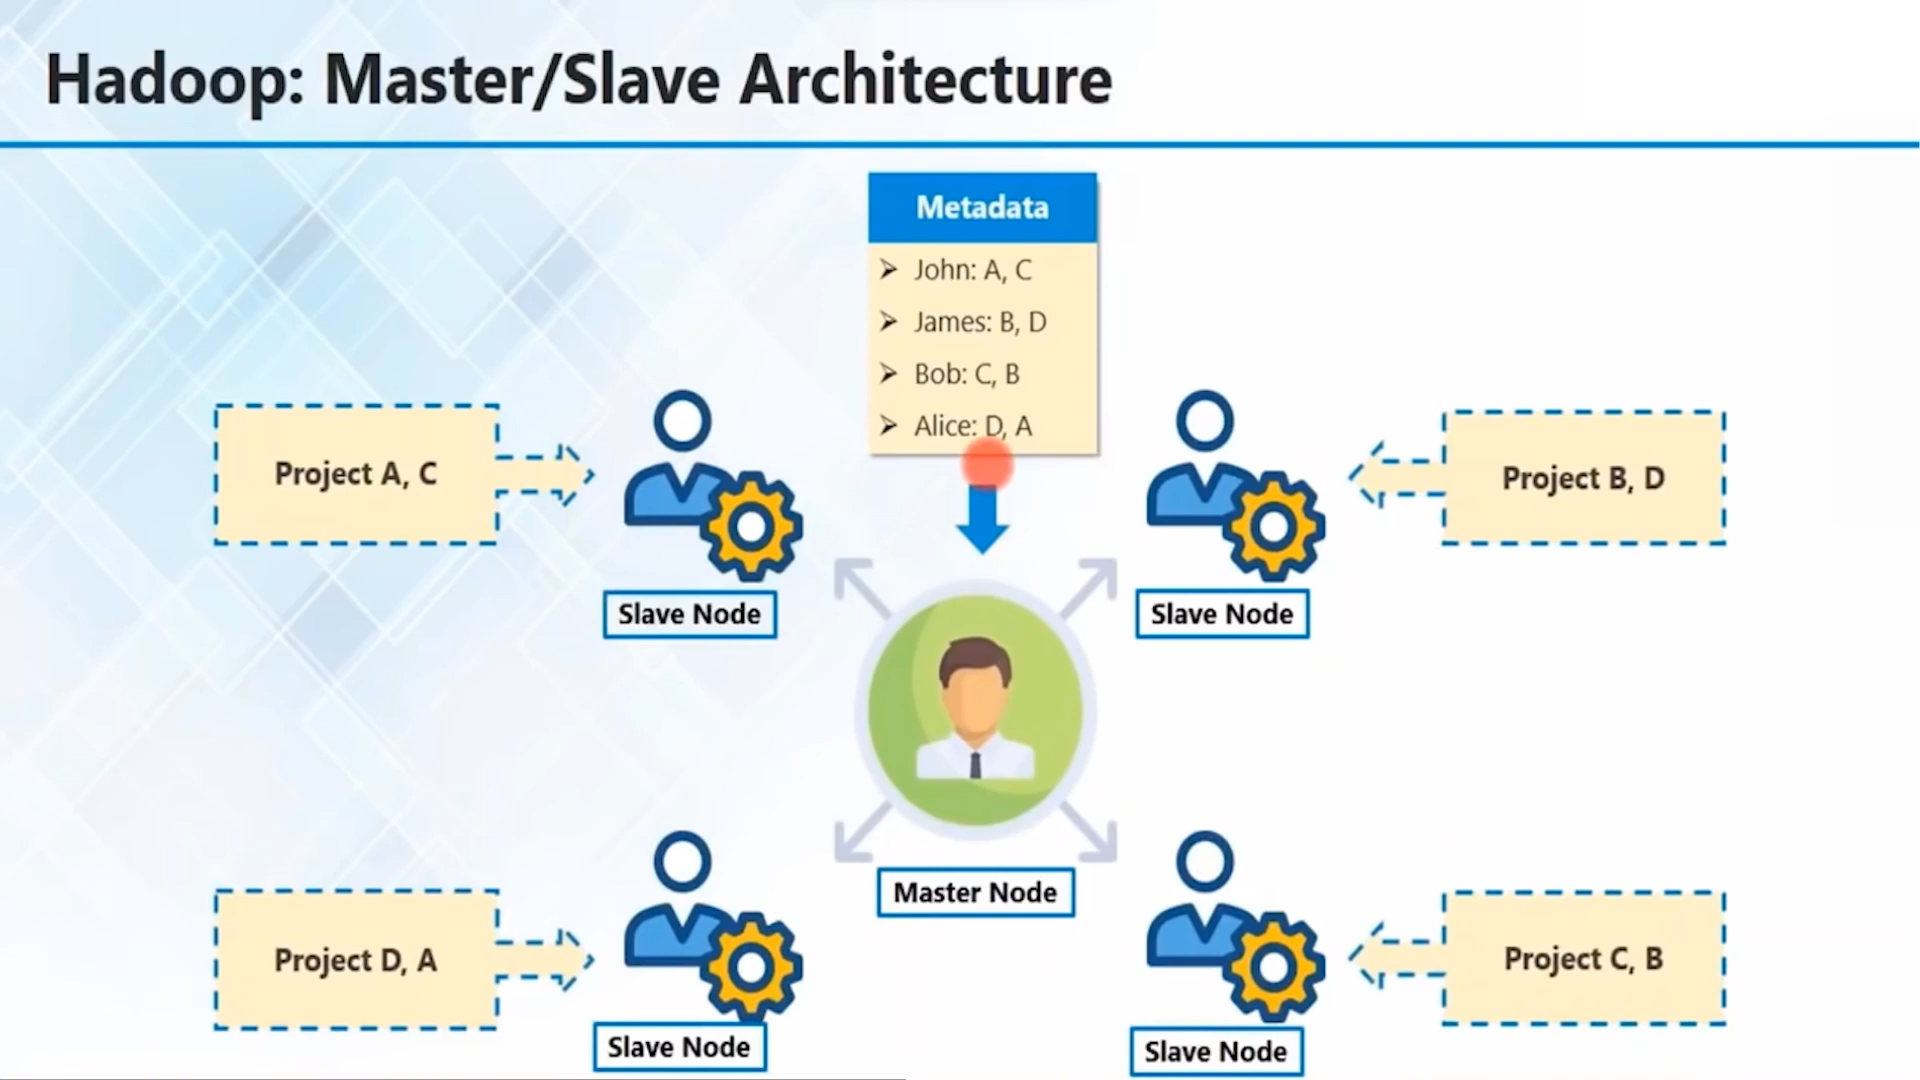 Hadoop: Master/Slave Architecture
Metadata
➢ John: A, C
➢ James: B, D
➢ Bob: C, B
➢ Alice: D, A
Project A, C
Project B, D
Slave Node
Slave Node
Master Node
Project D, A
Project C, B
Slave Node
Slave Node